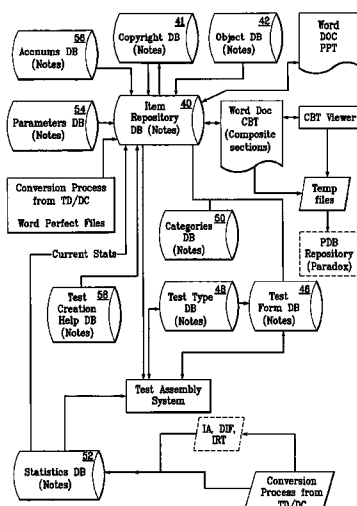 56
Accnums DB
(Notes)
41
Copyright DB
(Notes)
42
Object DB
(Notes)
Word
DOC
PPT
54
Parameters DB
(Notes)
Item
Repository
40
DB (Notes)
Word Doc
CBT
(Composite
sections)
CBT Viewer
Conversion Process
from TD/DC
Word Perfect Files
Temp
files
50
Categories
DB
(Notes)
PDB
Repository
(Paradox)
Current Stats
Test
Creation
58
Help DB
(Notes)
48
Test Type
DB
(Notes)
Test
46
Form DB
(Notes)
Test Assembly
System
IA, DIF,
IRT
52
Statistics DB
(Notes)
Conversion
Process from
TD/DC